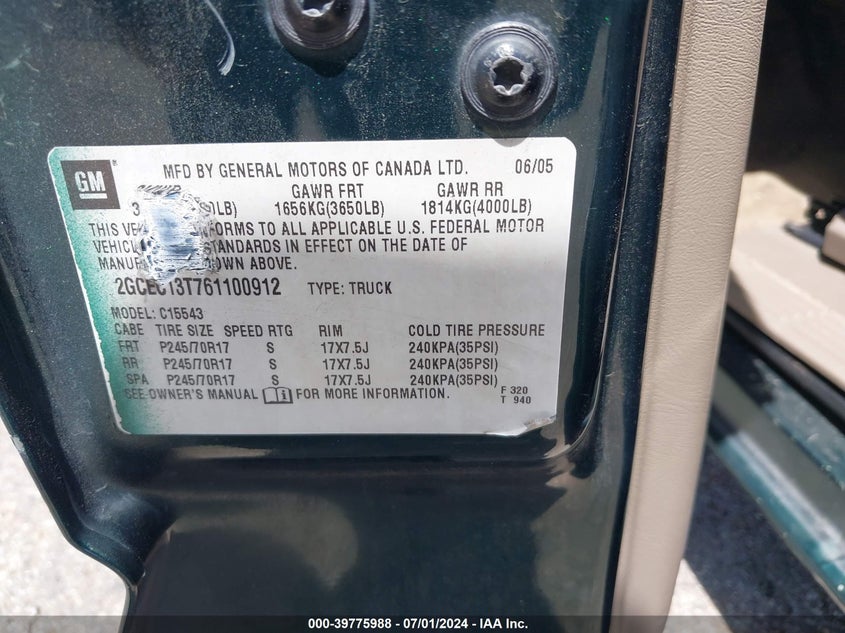 GM MFD BY GENERAL MOTORS OF CANADA LTD. 06/05
GAWR FRT GAWR RR
1656KG(3650LB) 1814KG(4000LB)
THIS TO ALL APPLICABLE U.S. FEDERAL MOTOR
STANDARDS IN EFFECT ON THE DATE OF
ABOVE.
2GCEC13T761100912 TYPE: TRUCK
MODEL: C15543
CABE TIRE SIZE SPEED RTG RIM COLD TIRE PRESSURE
FRT P245/70R17 S 17X7.5J 240KPA(35PSI)
RR P245/70R17 S 17X7.5J 240KPA(35PSI)
SPA P245/70R17 S 17X7.5J 240KPA(35PSI)
SEE OWNER'S MANUAL FOR MORE INFORMATION.
F 320
T 940
000-39775988 - 07/01/2024 - IAA Inc.